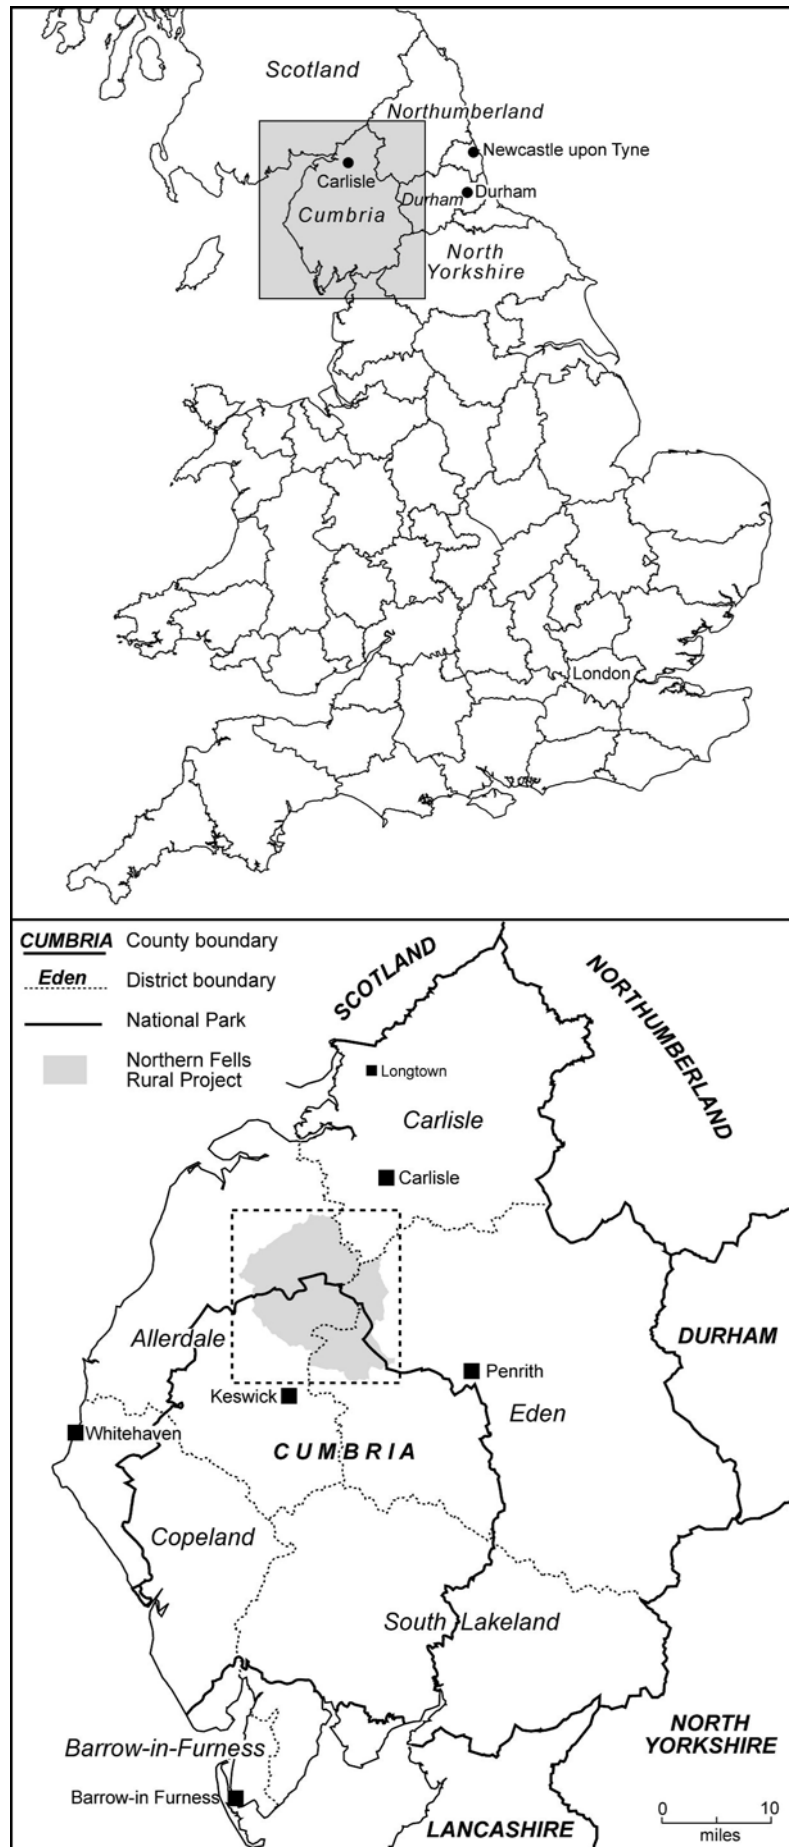 Scotland
Northumberland
Newcastle upon Tyne
Carlisle
Durham
Durham
Cumbria
North
Yorkshire
London
CUMBRIA County boundary
Eden District boundary
National Park
Northern Fells
Rural Project
SCOTLAND
NORTHUMBERLAND
Longtown
Carlisle
Carlisle
Allerdale
DURHAM
Penrith
Keswick
Eden
Whitehaven
CUMBRIA
Copeland
South Lakeland
NORTH
YORKSHIRE
Barrow-in-Furness
Barrow-in Furness
LANCASHIRE
0 10
miles